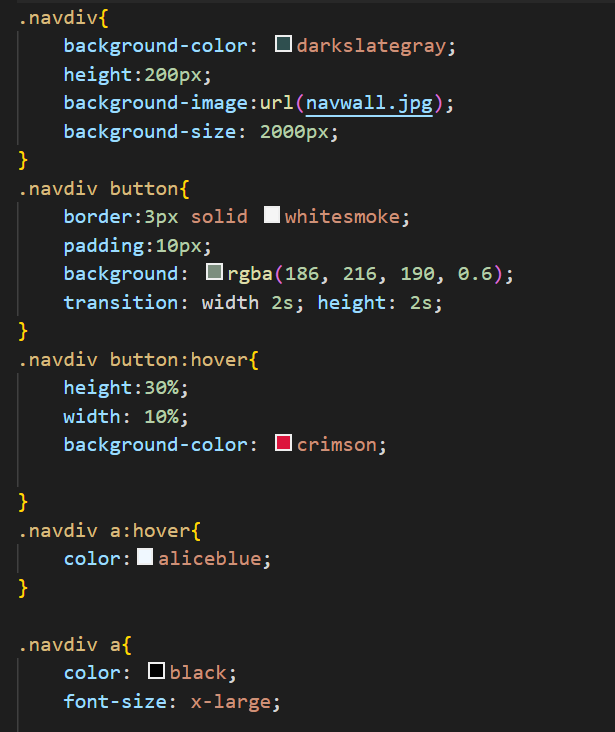 .navdiv{
    background-color: darkslategray;
    height:200px;
    background-image:url(navwall.jpg);
    background-size: 2000px;
}
.navdiv button{
    border:3px solid whitesmoke;
    padding:10px;
    background: rgba(186, 216, 190, 0.6);
    transition: width 2s; height: 2s;
}
.navdiv button:hover{
    height:30%;
    width: 10%;
    background-color: crimson;

}
.navdiv a:hover{
    color:aliceblue;
}

.navdiv a{
    color: black;
    font-size: x-large;